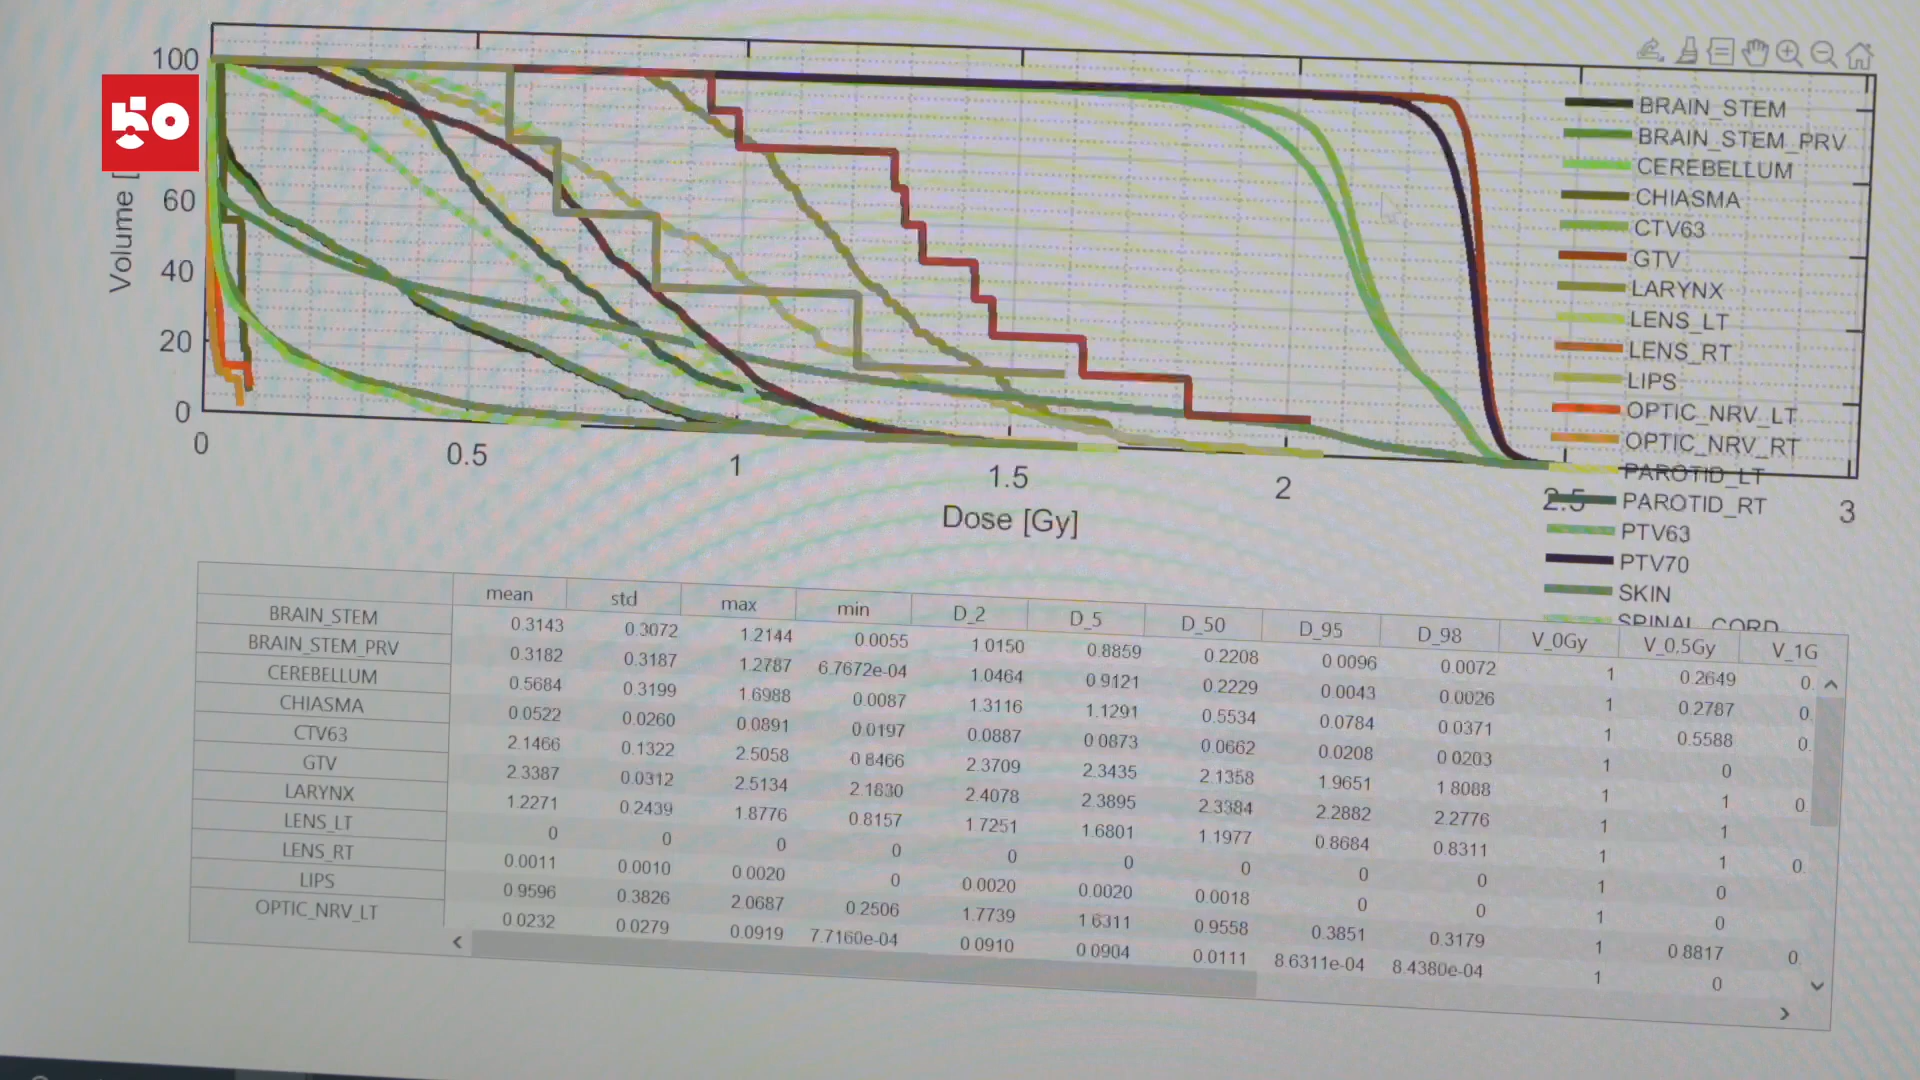 100
50
Volume [
60
40
20
0
0
0.5
1
1.5
2
2.5
3
Dose [Gy]
BRAIN_STEM
BRAIN_STEM_PRV
CEREBELLUM
CHIASMA
CTV63
GTV
LARYNX
LENS_LT
LENS_RT
LIPS
OPTIC_NRV_LT
OPTIC_NRV_RT
PAROTID_LT
PAROTID_RT
PTV63
PTV70
SKIN
SPINAL_CORD
mean std max min D_2 D_5 D_50 D_95 D_98 V_0Gy V_0.5Gy V_1G
BRAIN_STEM 0.3143 0.3072 1.2144 0.0055 1.0150 0.8859 0.2208 0.0096 0.0072 1 0.2649 0.
BRAIN_STEM_PRV 0.3182 0.3187 1.2787 6.7672e-04 1.0464 0.9121 0.2229 0.0043 0.0026 1 0.2787 0.
CEREBELLUM 0.5684 0.3199 1.6988 0.0087 1.3116 1.1291 0.5534 0.0784 0.0371 1 0.5588 0.
CHIASMA 0.0522 0.0260 0.0891 0.0197 0.0887 0.0873 0.0662 0.0208 0.0203 1 0
CTV63 2.1466 0.1322 2.5058 0.8466 2.3709 2.3435 2.1358 1.9651 1.8088 1 1 0.
GTV 2.3387 0.0312 2.5134 2.1830 2.4078 2.3895 2.3384 2.2882 2.2776 1 1
LARYNX 1.2271 0.2439 1.8776 0.8157 1.7251 1.6801 1.1977 0.8684 0.8311 1 1 0.
LENS_LT 0 0 0 0 0 0 0 0 0 1 0
LENS_RT 0.0011 0.0010 0.0020 0 0.0020 0.0020 0.0018 0 0 1 0
LIPS 0.9596 0.3826 2.0687 0.2506 1.7739 1.6311 0.9558 0.3851 0.3179 1 0.8817 0.
OPTIC_NRV_LT 0.0232 0.0279 0.0919 7.7160e-04 0.0910 0.0904 0.0111 8.6311e-04 8.4380e-04 1 0